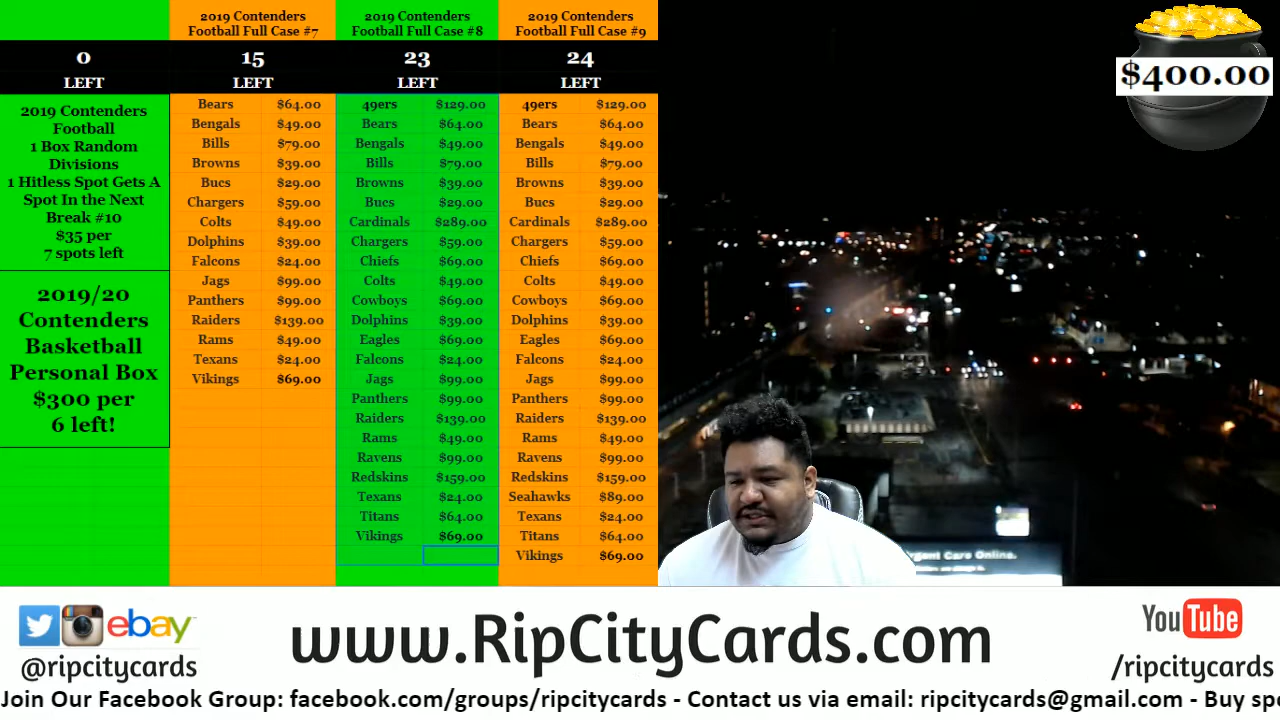 0
LEFT
2019 Contenders
Football
1 Box Random
Divisions
1 Hitless Spot Gets A
Spot In the Next
Break #10
$35 per
7 spots left
2019/20
Contenders
Basketball
Personal Box
$300 per
6 left!
2019 Contenders
Football Full Case #7
15
LEFT
Bears $64.00
Bengals $49.00
Bills $79.00
Browns $39.00
Bucs $29.00
Chargers $59.00
Colts $49.00
Dolphins $39.00
Falcons $24.00
Jags $99.00
Panthers $99.00
Raiders $139.00
Rams $49.00
Texans $24.00
Vikings $69.00
2019 Contenders
Football Full Case #8
23
LEFT
49ers $129.00
Bears $64.00
Bengals $49.00
Bills $79.00
Browns $39.00
Bucs $29.00
Cardinals $289.00
Chargers $59.00
Chiefs $69.00
Colts $49.00
Cowboys $69.00
Dolphins $39.00
Eagles $69.00
Falcons $24.00
Jags $99.00
Panthers $99.00
Raiders $139.00
Rams $49.00
Ravens $99.00
Redskins $159.00
Texans $24.00
Titans $64.00
Vikings $69.00
2019 Contenders
Football Full Case #9
24
LEFT
49ers $129.00
Bears $64.00
Bengals $49.00
Bills $79.00
Browns $39.00
Bucs $29.00
Cardinals $289.00
Chargers $59.00
Chiefs $69.00
Colts $49.00
Cowboys $69.00
Dolphins $39.00
Eagles $69.00
Falcons $24.00
Jags $99.00
Panthers $99.00
Raiders $139.00
Rams $49.00
Ravens $99.00
Redskins $159.00
Seahawks $89.00
Texans $24.00
Titans $64.00
Vikings $69.00
$400.00
Urgent Care Online.
ebay
@ripcitycards
www.RipCityCards.com
YouTube
/ripcitycards
Join Our Facebook Group: facebook.com/groups/ripcitycards - Contact us via email: ripcitycards@gmail.com - Buy spo